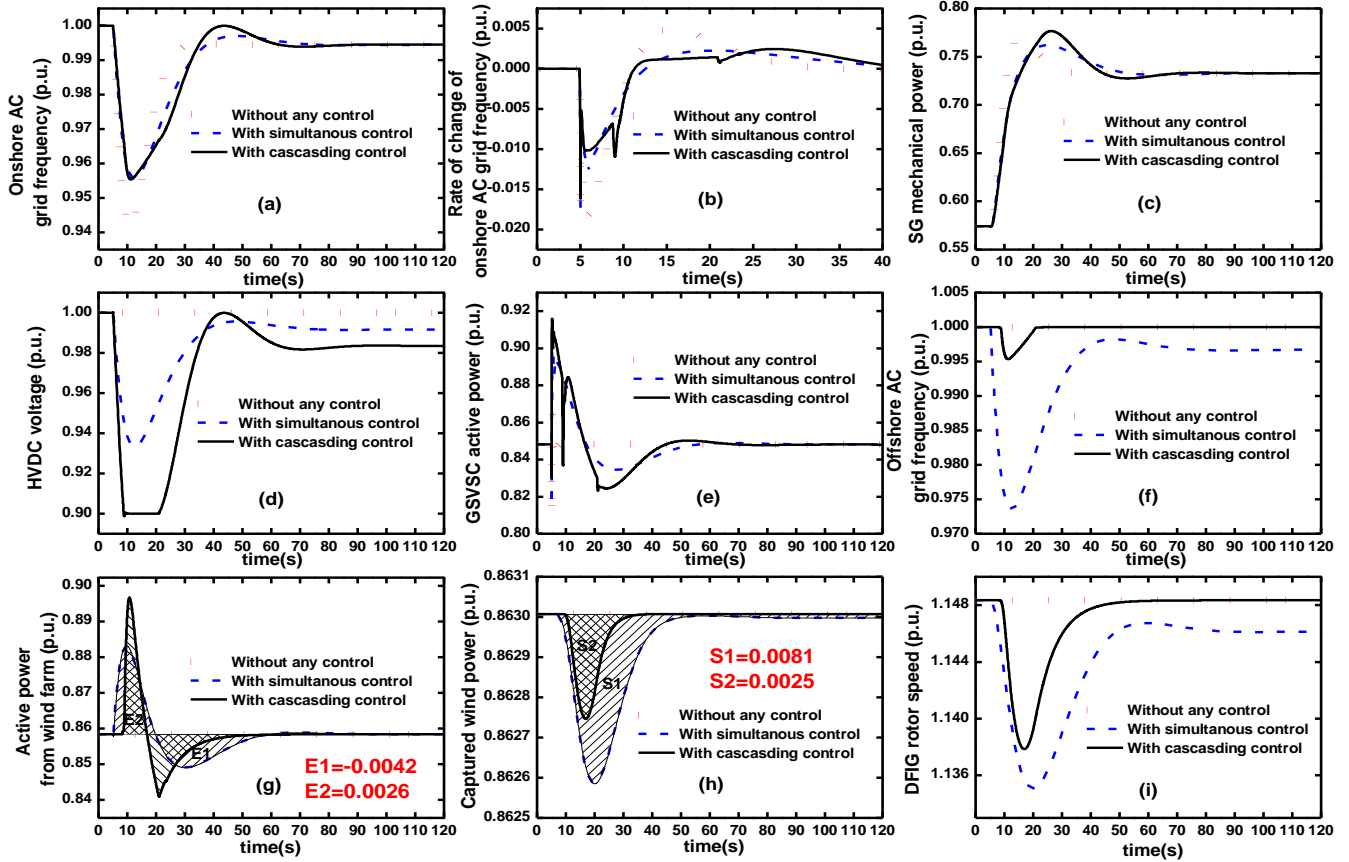 Onshore AC
grid frequency (p.u.)
1.00
0.99
0.98
0.97
0.96
0.95
0.94
Without any control
With simultanous control
With cascasding control
(a)
0 10 20 30 40 50 60 70 80 90 100 110 120
time(s)
Rate of change of
onshore AC grid frequency (p.u.)
0.005
0.000
-0.005
-0.010
-0.015
-0.020
Without any control
With simultanous control
With cascasding control
(b)
0 5 10 20 30 40
time(s)
SG mechanical power (p.u.)
0.80
0.75
0.70
0.65
0.60
0.55
Without any control
With simultanous control
With cascasding control
(c)
0 10 20 30 40 50 60 70 80 90 100 110 120
time(s)
HVDC voltage (p.u.)
1.00
0.98
0.96
0.94
0.92
0.90
Without any control
With simultanous control
With cascasding control
(d)
0 10 20 30 40 50 60 70 80 90 100 110 120
time(s)
GSVSC active power (p.u.)
0.92
0.90
0.88
0.86
0.84
0.82
0.80
Without any control
With simultanous control
With cascasding control
(e)
0 10 20 30 40 50 60 70 80 90 100 110 120
time(s)
Offshore AC
grid frequency (p.u.)
1.005
1.000
0.995
0.990
0.985
0.980
0.975
0.970
Without any control
With simultanous control
With cascasding control
(f)
0 10 20 30 40 50 60 70 80 90 100 110 120
time(s)
Active power
from wind farm (p.u.)
0.90
0.89
0.88
0.87
0.86
0.85
0.84
Without any control
With simultanous control
With cascasding control
E2
E1
E1=-0.0042
E2=0.0026
(g)
0 10 20 30 40 50 60 70 80 90 100 110 120
time(s)
Captured wind power (p.u.)
0.8631
0.8630
0.8629
0.8628
0.8627
0.8626
0.8625
S2
S1
S1=0.0081
S2=0.0025
Without any control
With simultanous control
With cascasding control
(h)
0 10 20 30 40 50 60 70 80 90 100 110 120
time(s)
DFIG rotor speed (p.u.)
1.148
1.144
1.140
1.136
Without any control
With simultanous control
With cascasding control
(i)
0 10 20 30 40 50 60 70 80 90 100 110 120
time(s)